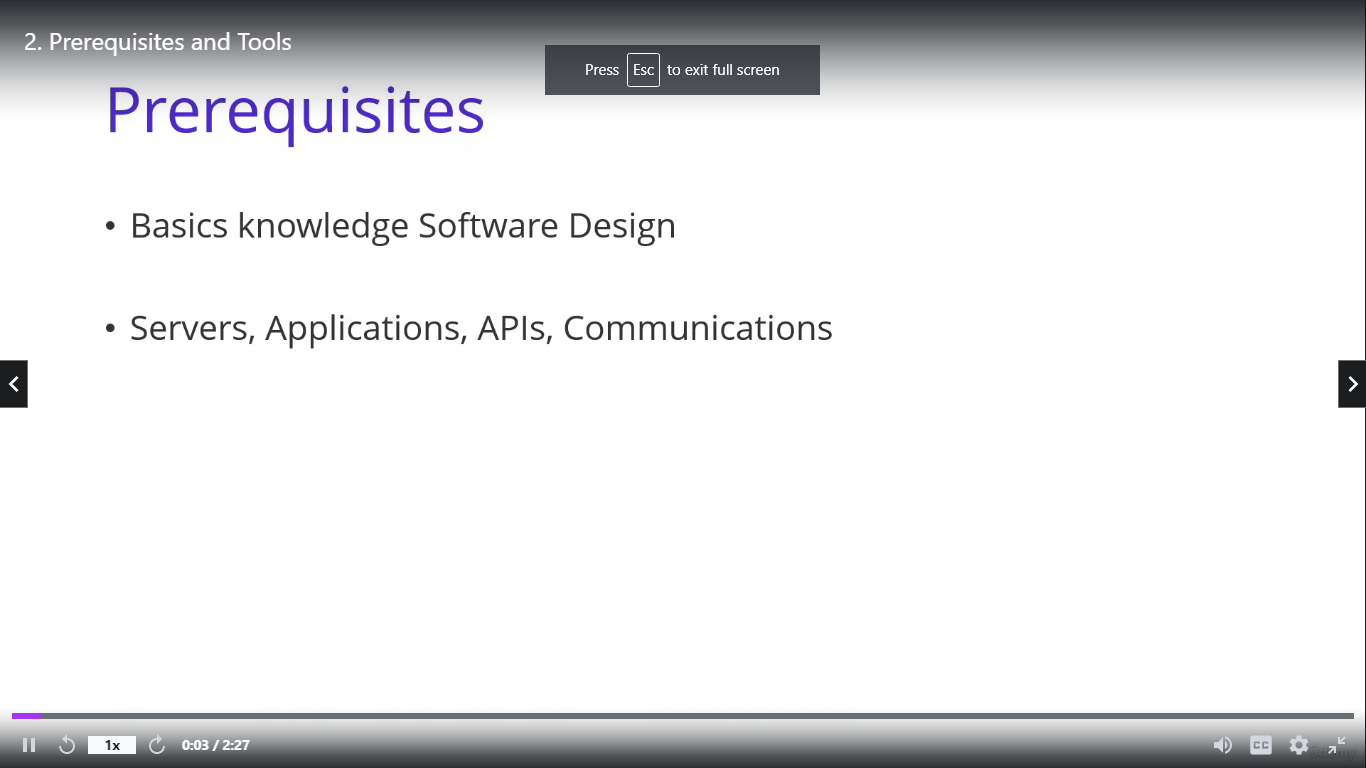 2. Prerequisites and Tools
Press Esc to exit full screen
Prerequisites
• Basics knowledge Software Design
• Servers, Applications, APIs, Communications
1x
0:03 / 2:27
CC